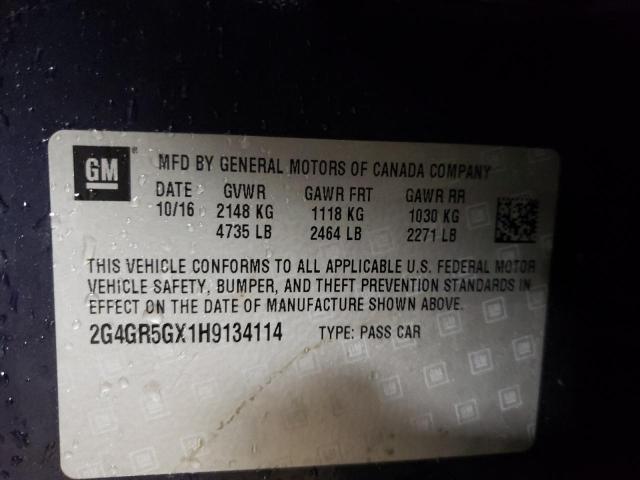 GM
MFD BY GENERAL MOTORS OF CANADA COMPANY
DATE GVWR GAWR FRT GAWR RR
10/16 2148 KG 1118 KG 1030 KG
4735 LB 2464 LB 2271 LB
THIS VEHICLE CONFORMS TO ALL APPLICABLE U.S. FEDERAL MOTOR
VEHICLE SAFETY, BUMPER, AND THEFT PREVENTION STANDARDS IN
EFFECT ON THE DATE OF MANUFACTURE SHOWN ABOVE.
2G4GR5GX1H9134114 TYPE: PASS CAR